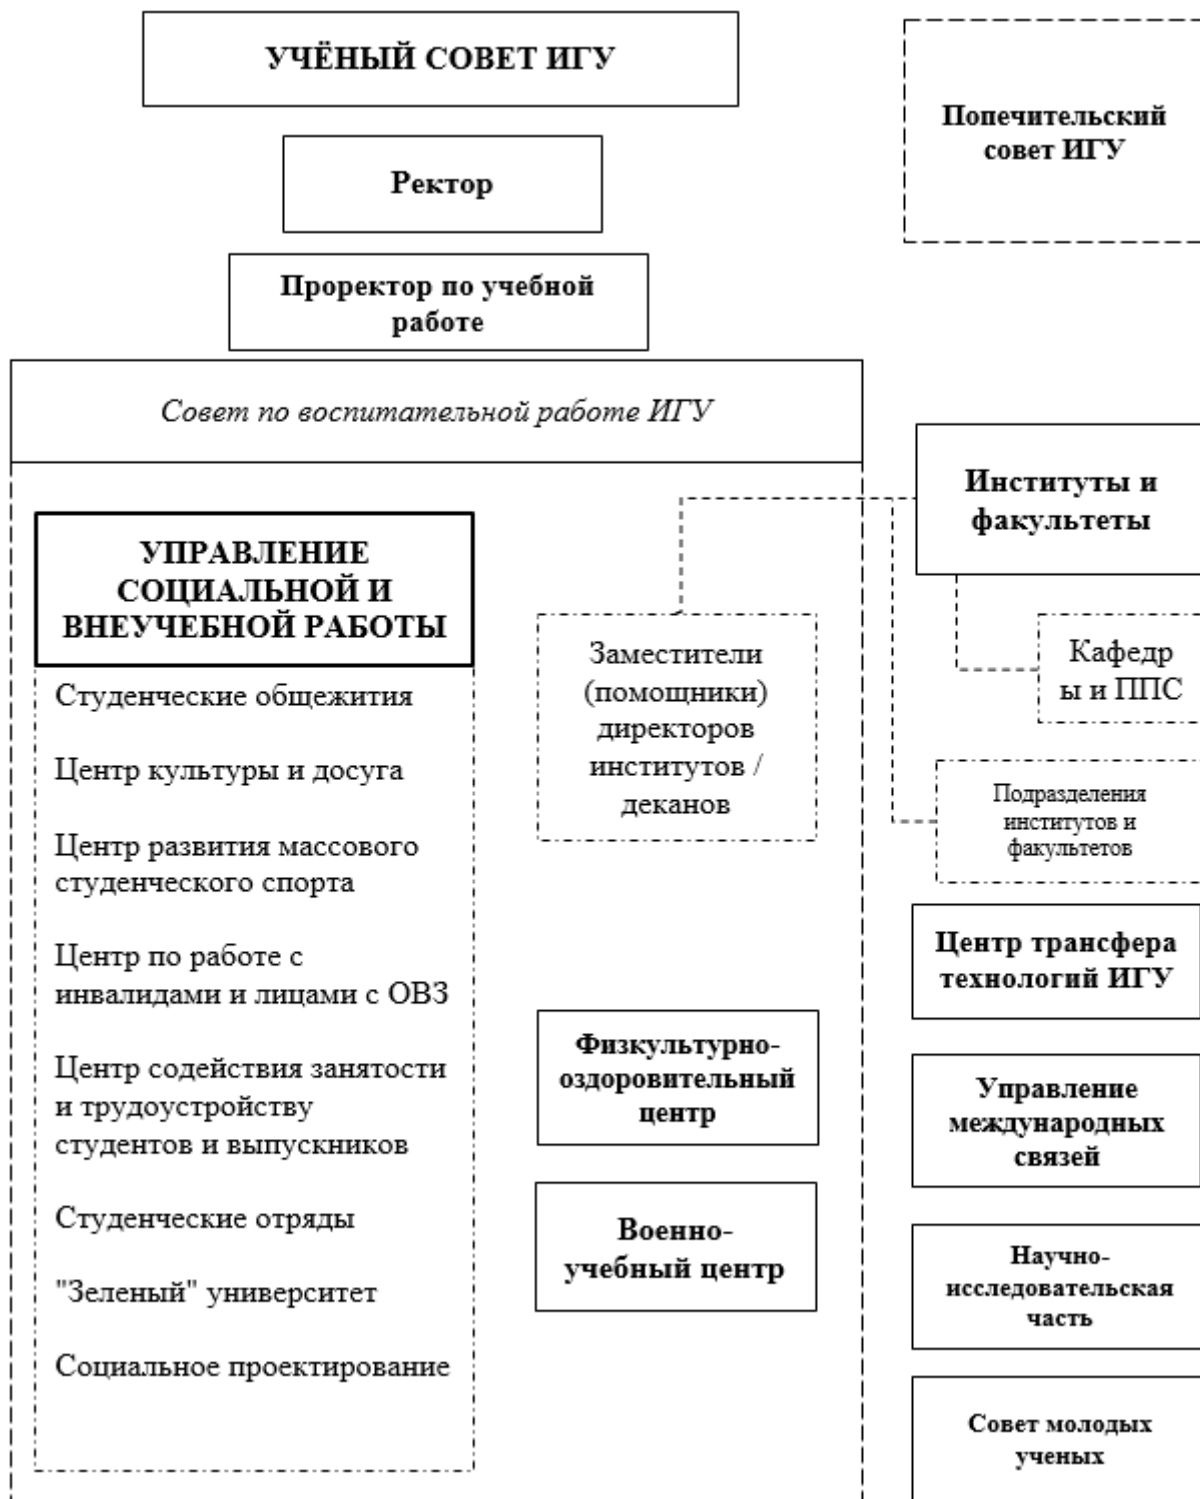 УЧЁНЫЙ СОВЕТ ИГУ
Попечительский
совет ИГУ
Ректор
Проректор по учебной
работе
Совет по воспитательной работе ИГУ
УПРАВЛЕНИЕ
СОЦИАЛЬНОЙ И
ВНЕУЧЕБНОЙ РАБОТЫ
Студенческие общежития
Центр культуры и досуга
Центр развития массового
студенческого спорта
Центр по работе с
инвалидами и лицами с ОВЗ
Центр содействия занятости
и трудоустройству
студентов и выпускников
Студенческие отряды
"Зеленый" университет
Социальное проектирование
Заместители
(помощники)
директоров
институтов /
деканов
Физкультурно-
оздоровительный
центр
Военно-
учебный центр
Институты и
факультеты
Кафедр
ы и ППС
Подразделения
институтов и
факультетов
Центр трансфера
технологий ИГУ
Управление
международных
связей
Научно-
исследовательская
часть
Совет молодых
ученых